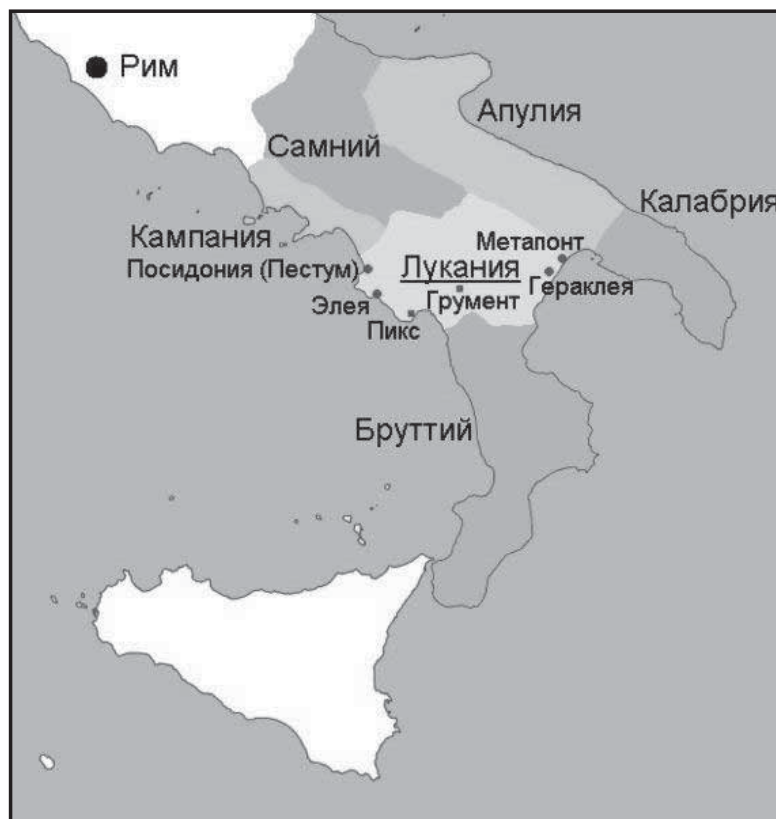 Рим
Апулия
Самний
Калабрия
Кампания
Метапонт
Посидония (Пестум)
Лукания
Гераклея
Элея
Грумент
Пикс
Бруттий